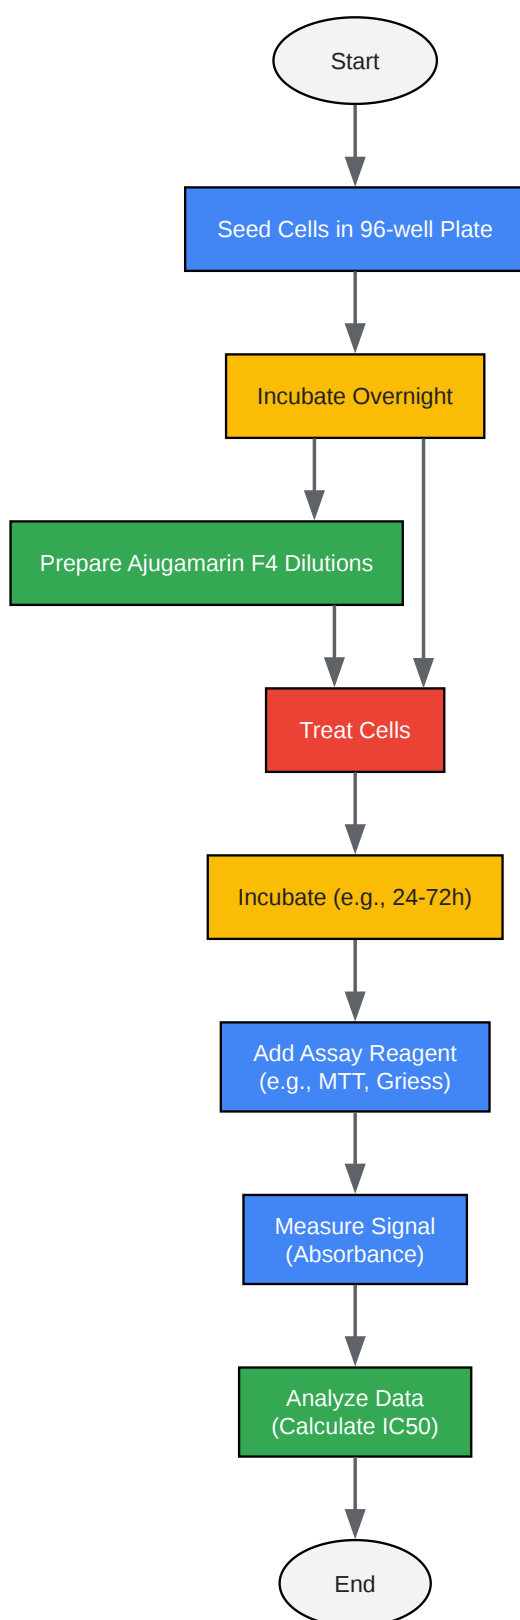 Start
Seed Cells in 96-well Plate
Incubate Overnight
Prepare Ajugamarin F4 Dilutions
Treat Cells
Incubate (e.g., 24-72h)
Add Assay Reagent
(e.g., MTT, Griess)
Measure Signal
(Absorbance)
Analyze Data
(Calculate IC50)
End